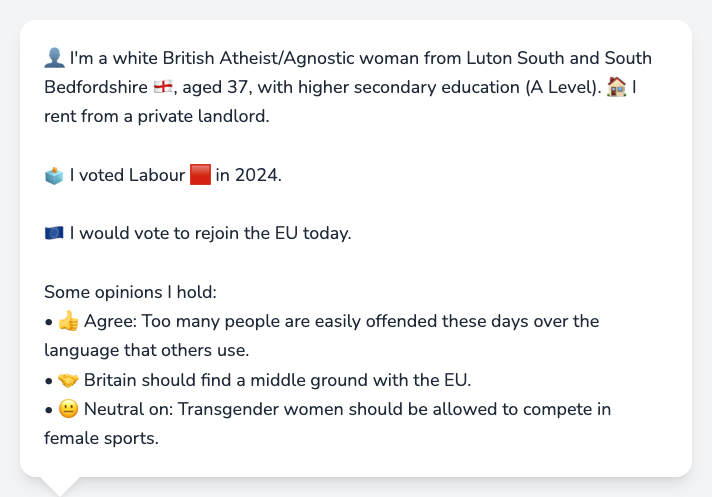 👤 I'm a white British Atheist/Agnostic woman from Luton South and South
Bedfordshire 🏴󠁧󠁢󠁥󠁮󠁧󠁿, aged 37, with higher secondary education (A Level). 🏠 I
rent from a private landlord.
🗳️ I voted Labour 🟥 in 2024.
🇪🇺 I would vote to rejoin the EU today.
Some opinions I hold:
• 👍 Agree: Too many people are easily offended these days over the
language that others use.
• 🤝 Britain should find a middle ground with the EU.
• 😐 Neutral on: Transgender women should be allowed to compete in
female sports.